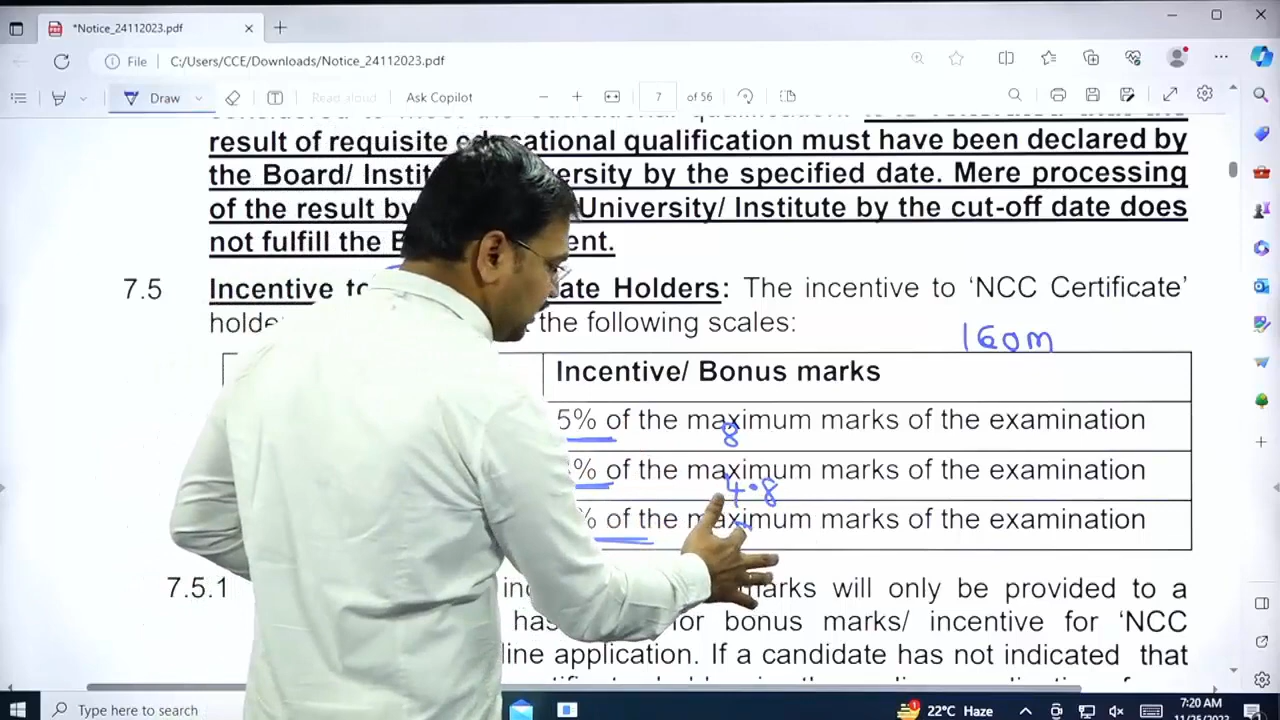 *Notice_24112023.pdf
File C:/Users/CCE/Downloads/Notice_24112023.pdf
Draw Read aloud Ask Copilot 7 of 56
result of requisite educational qualification must have been declared by
the Board/ ersity by the specified date. Mere processing
of the result by University/ Institute by the cut-off date does
not fulfill the ent.
7.5 Incentive to ate Holders: The incentive to ‘NCC Certificate’
the following scales:
160m
Incentive/ Bonus marks
5% of the maximum marks of the examination
8
% of the maximum marks of the examination
4.8
% of the maximum marks of the examination
7.5.1 marks will only be provided to a
has for bonus marks/ incentive for ‘NCC
line application. If a candidate has not indicated that
Type here to search 22°C Haze 7:20 AM